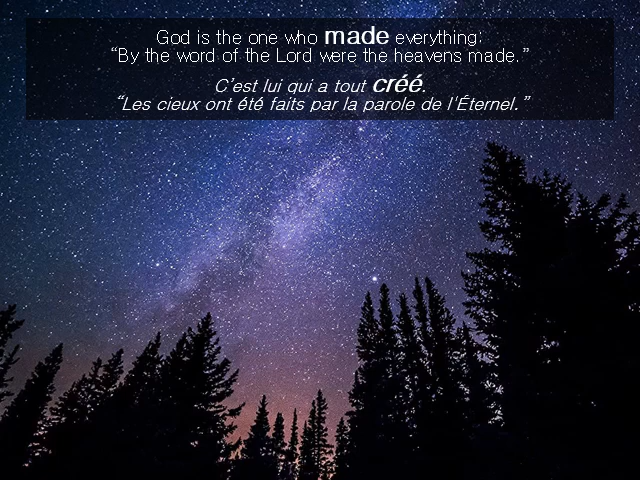 God is the one who made everything:
“By the word of the Lord were the heavens made.”
C’est lui qui a tout créé.
“Les cieux ont été faits par la parole de l'Éternel.”